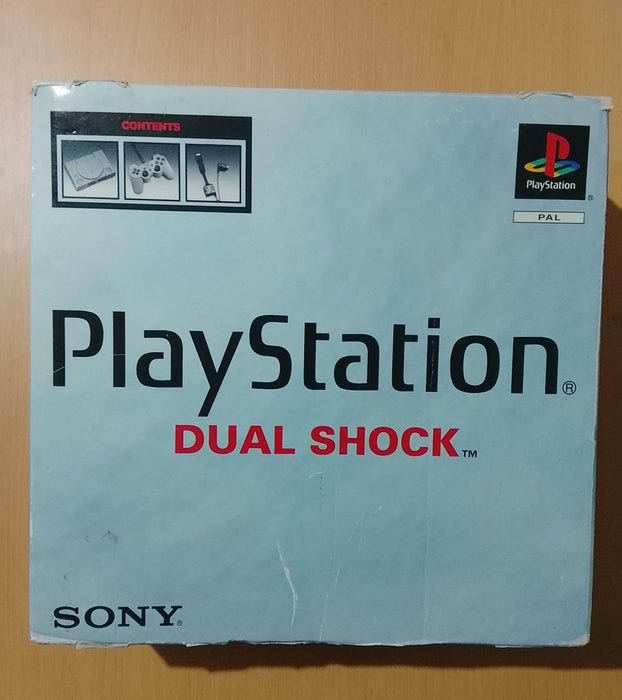 CONTENTS
PlayStation
®
PAL
PlayStation®
DUAL SHOCK™
SONY®